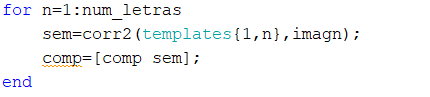 for n=1:num_letras
sem=corr2(templates{1,n},imagn);
comp=[comp sem];
end